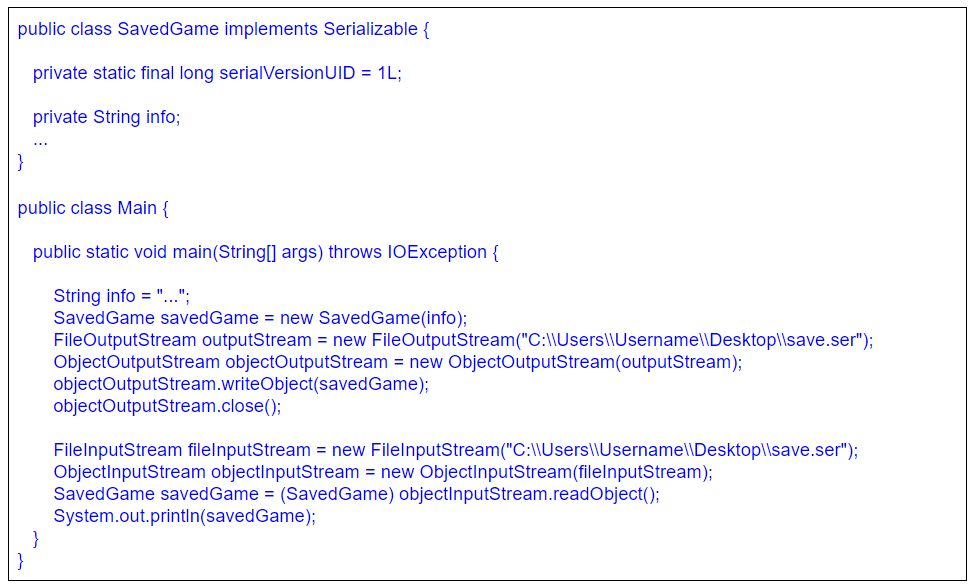 public class SavedGame implements Serializable {
private static final long serialVersionUID = 1L;
private String info;
...
}
public class Main {
public static void main(String[] args) throws IOException {
String info = "...";
SavedGame savedGame = new SavedGame(info);
FileOutputStream outputStream = new FileOutputStream("C:\\Users\\Username\\Desktop\\save.ser");
ObjectOutputStream objectOutputStream = new ObjectOutputStream(outputStream);
objectOutputStream.writeObject(savedGame);
objectOutputStream.close();
FileInputStream fileInputStream = new FileInputStream("C:\\Users\\Username\\Desktop\\save.ser");
ObjectInputStream objectInputStream = new ObjectInputStream(fileInputStream);
SavedGame savedGame = (SavedGame) objectInputStream.readObject();
System.out.println(savedGame);
}
}